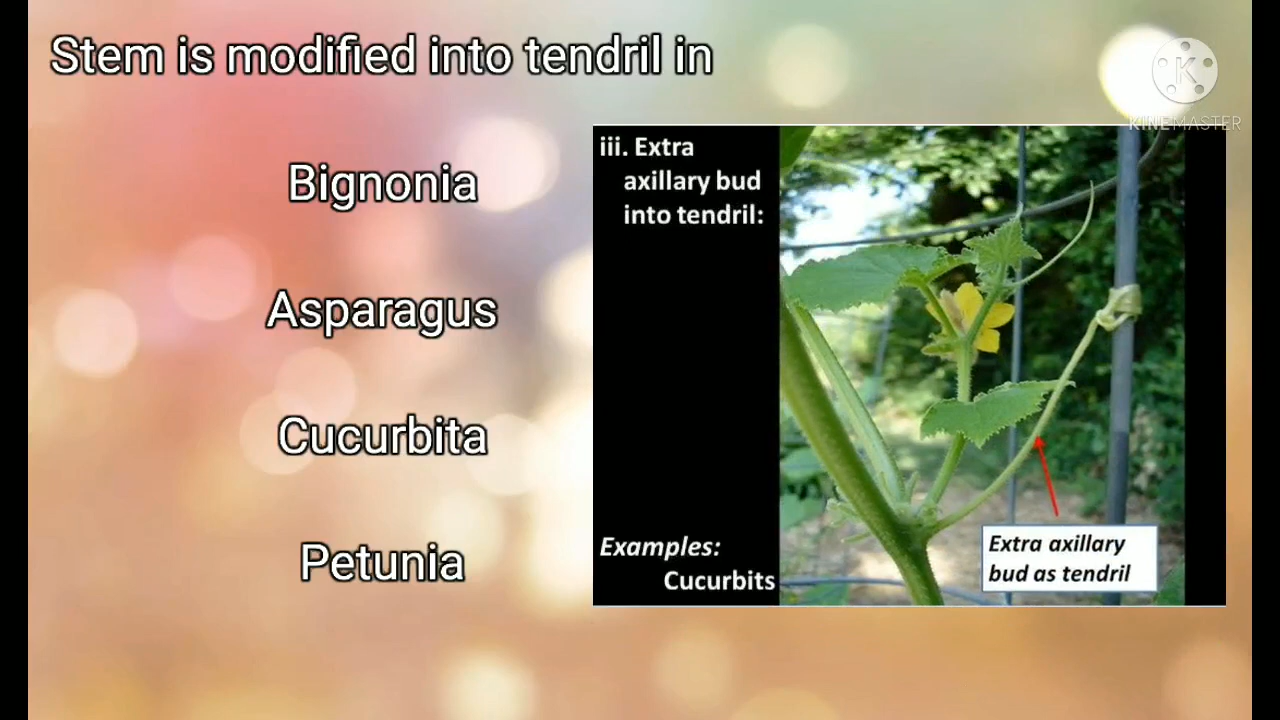 Stem is modified into tendril in
KINEMASTER
Bignonia
Asparagus
Cucurbita
Petunia
iii. Extra
axillary bud
into tendril:
Examples:
Cucurbits
Extra axillary
bud as tendril